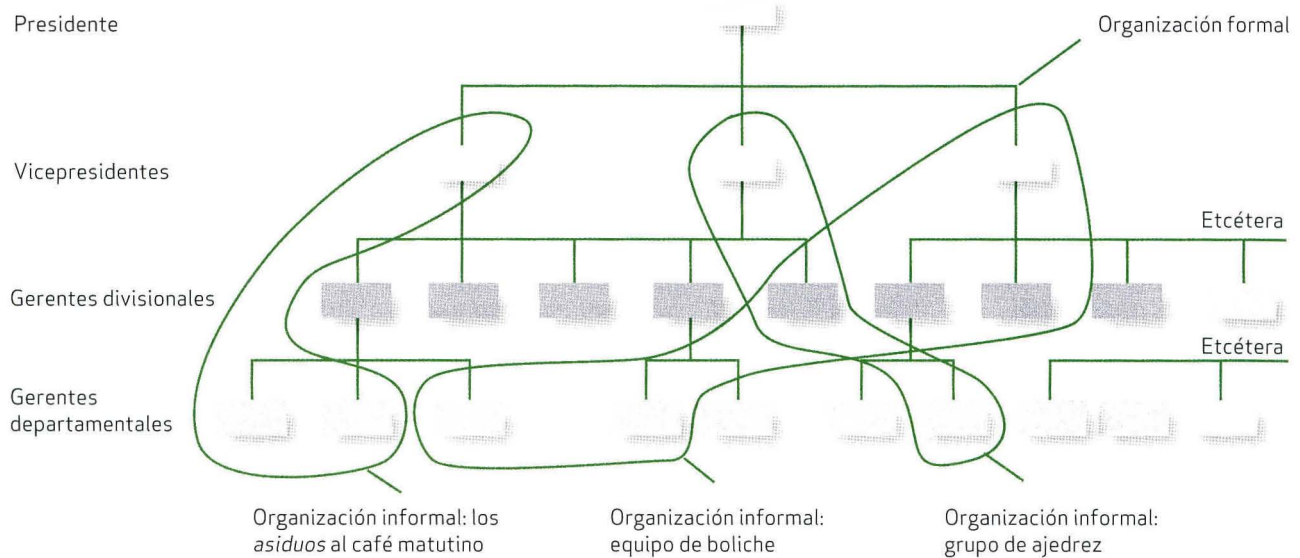 Presidente
Organización formal
Vicepresidentes
Etcétera
Gerentes divisionales
Etcétera
Gerentes
departamentales
Organización informal: los
asiduos al café matutino
Organización informal:
equipo de boliche
Organización informal:
grupo de ajedrez